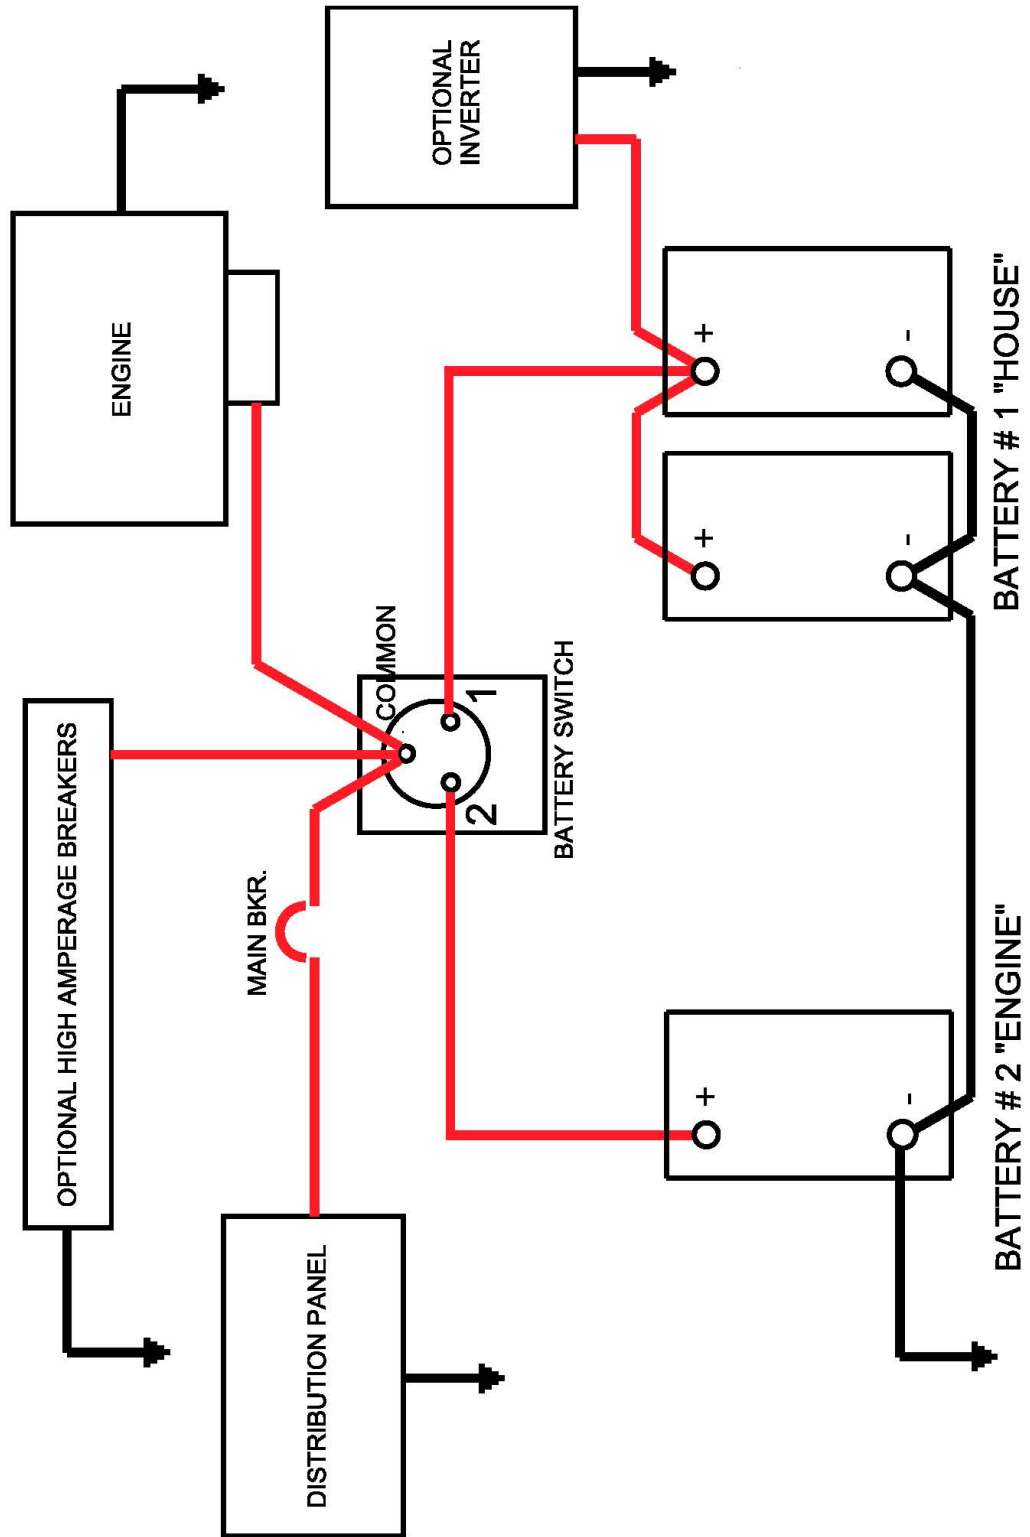 OPTIONAL HIGH AMPERAGE BREAKERS
ENGINE
DISTRIBUTION PANEL
MAIN BKR.
COMMON
2
1
BATTERY SWITCH
OPTIONAL
INVERTER
+
+
+
-
-
-
BATTERY # 2 "ENGINE"
BATTERY # 1 "HOUSE"